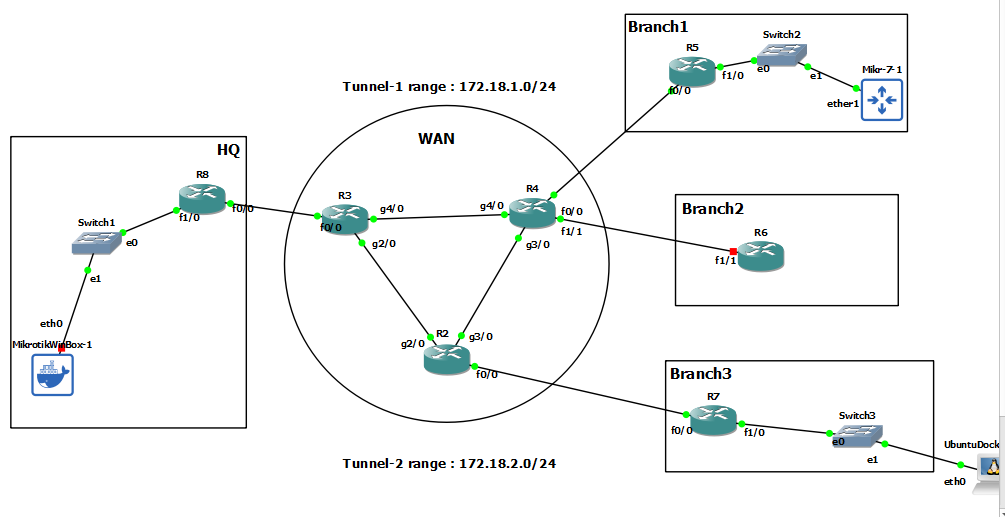 Branch1
Switch2
R5
Mikr-7-1
e0
e1
f1/0
f0/0
ether1
Tunnel-1 range : 172.18.1.0/24
WAN
HQ
R8
f0/0
f1/0
Switch1
e0
e1
eth0
MikrotikWinBox-1
R3
g4/0
f0/0
g2/0
R4
g4/0
f0/0
f1/1
g3/0
Branch2
R6
f1/1
R2
g2/0
g3/0
f0/0
Branch3
R7
f0/0
f1/0
Switch3
e0
e1
UbuntuDock
eth0
Tunnel-2 range : 172.18.2.0/24